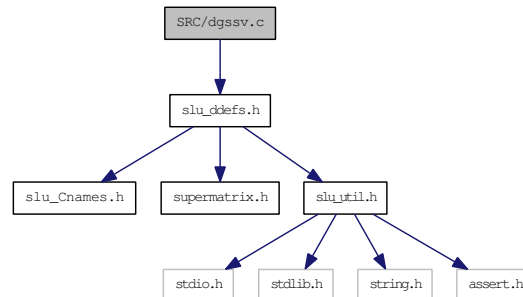 SRC/dgssv.c
slu_ddefs.h
slu_Cnames.h
supermatrix.h
slu_util.h
stdio.h
stdlib.h
string.h
assert.h